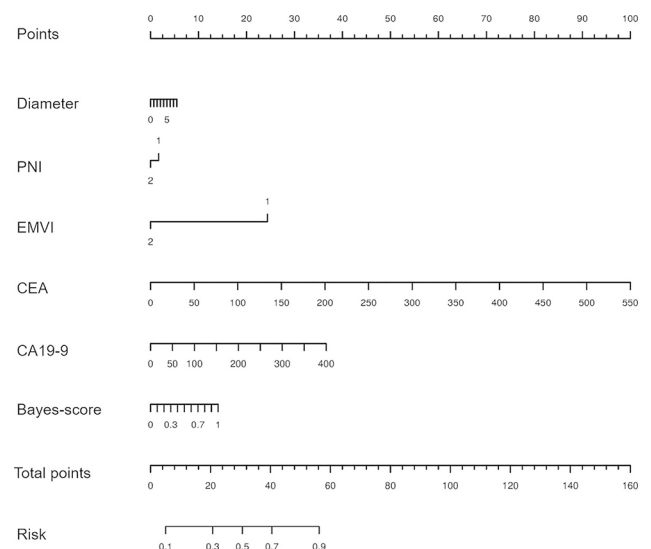 0 10 20 30 40 50 60 70 80 90 100
Points
Diameter
0 5
1
PNI
2
1
EMVI
2
CEA
0 50 100 150 200 250 300 350 400 450 500 550
CA19-9
0 50 100 200 300 400
Bayes-score
0 0.3 0.7 1
Total points
0 20 40 60 80 100 120 140 160
Risk
0.1 0.3 0.5 0.7 0.9